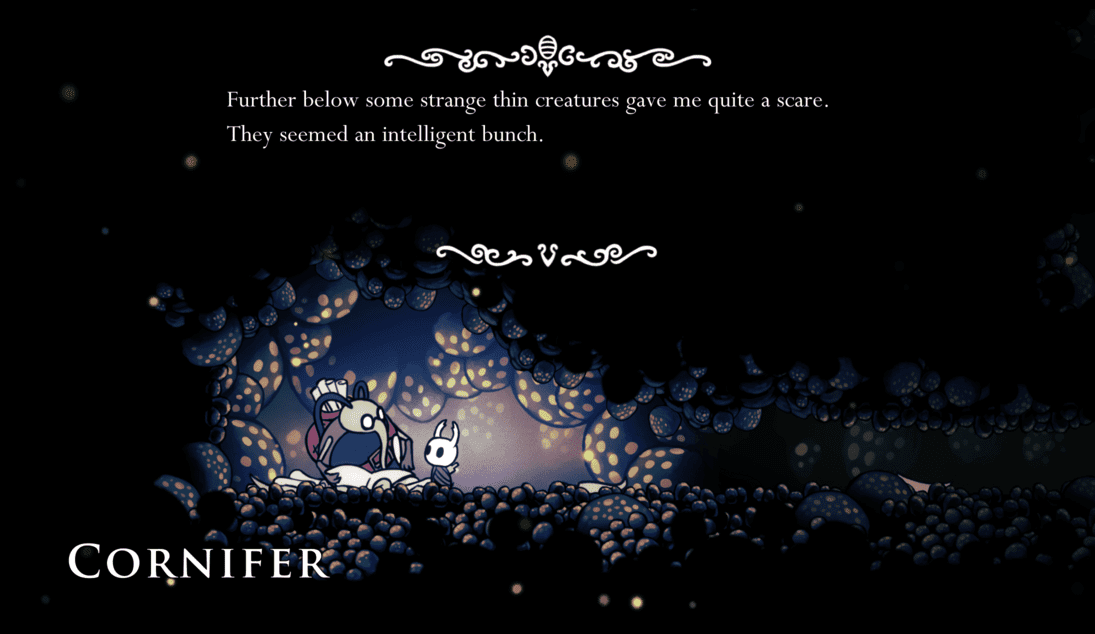 Further below some strange thin creatures gave me quite a scare.
They seemed an intelligent bunch.
CORNIFER